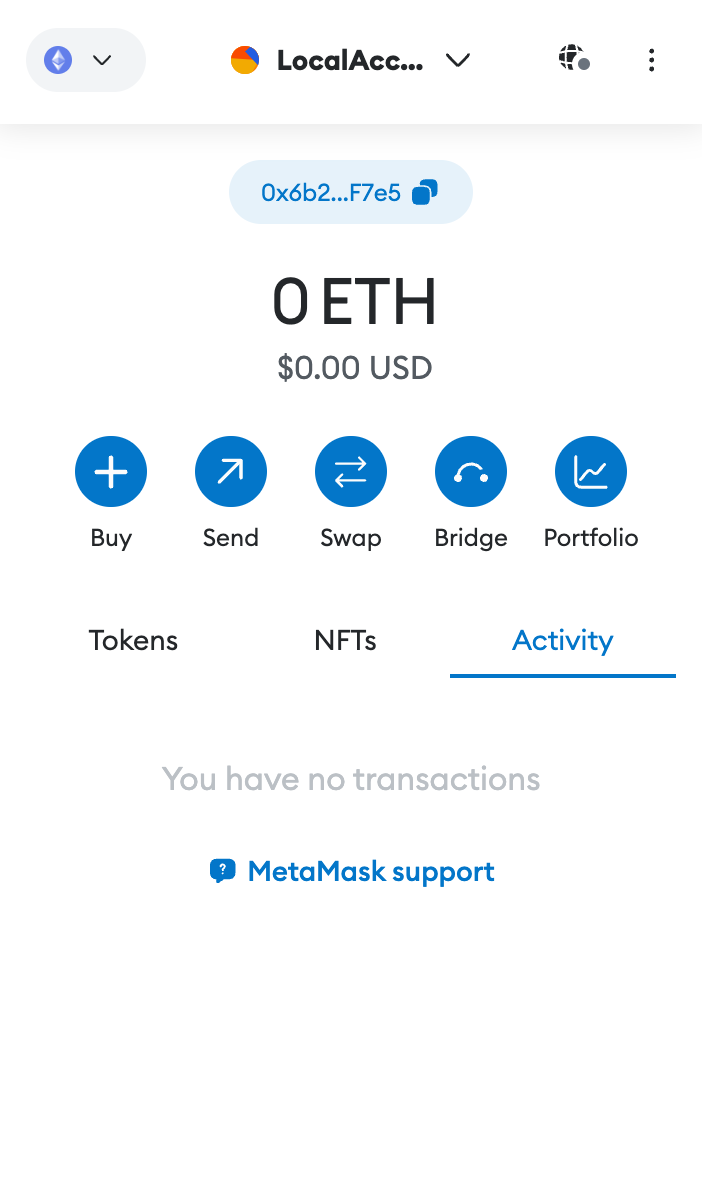 LocalAcc...
0x6b2...F7e5
0 ETH
$0.00 USD
Buy Send Swap Bridge Portfolio
Tokens NFTs Activity
You have no transactions
? MetaMask support